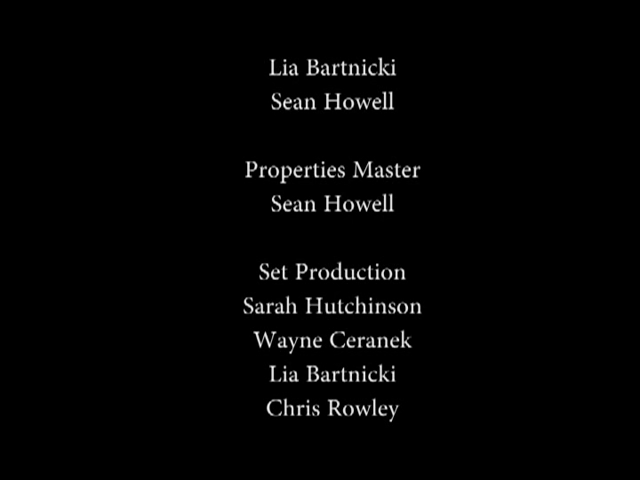 Lia Bartnicki
Sean Howell
Properties Master
Sean Howell
Set Production
Sarah Hutchinson
Wayne Ceranek
Lia Bartnicki
Chris Rowley